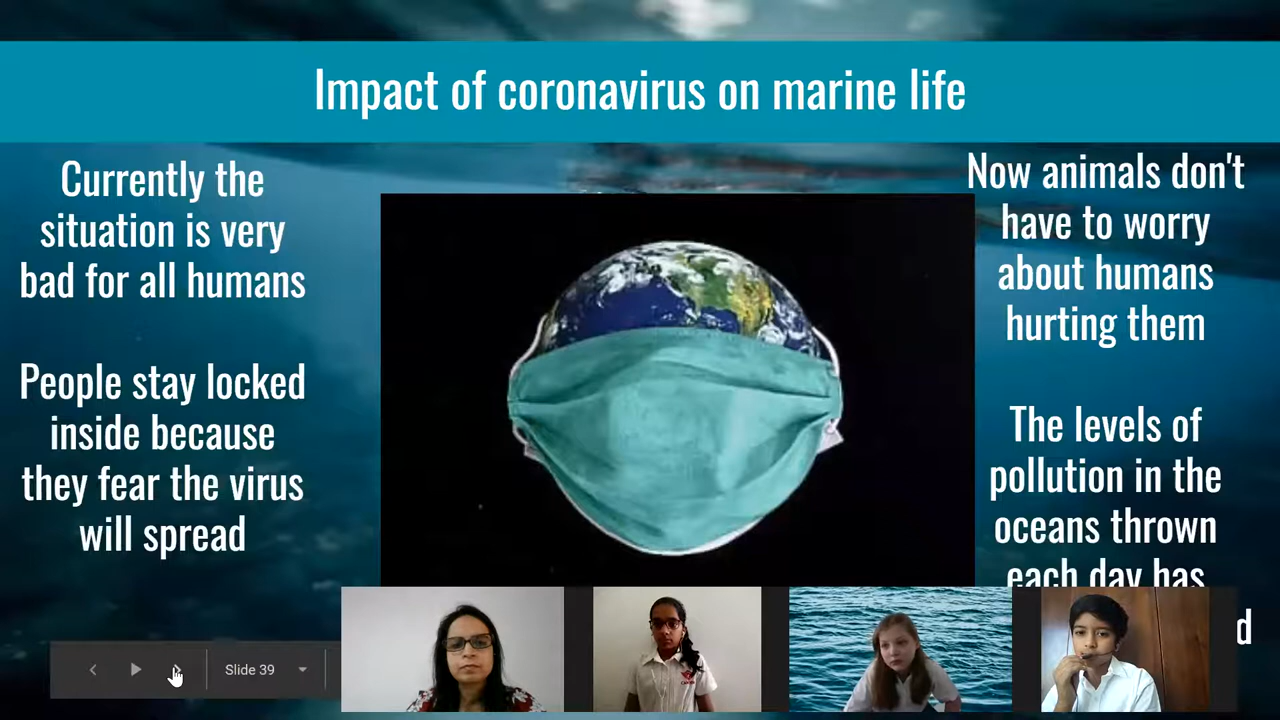 Impact of coronavirus on marine life
Currently the
situation is very
bad for all humans
People stay locked
inside because
they fear the virus
will spread
Now animals don't
have to worry
about humans
hurting them
The levels of
pollution in the
oceans thrown
each day has
d
Slide 39